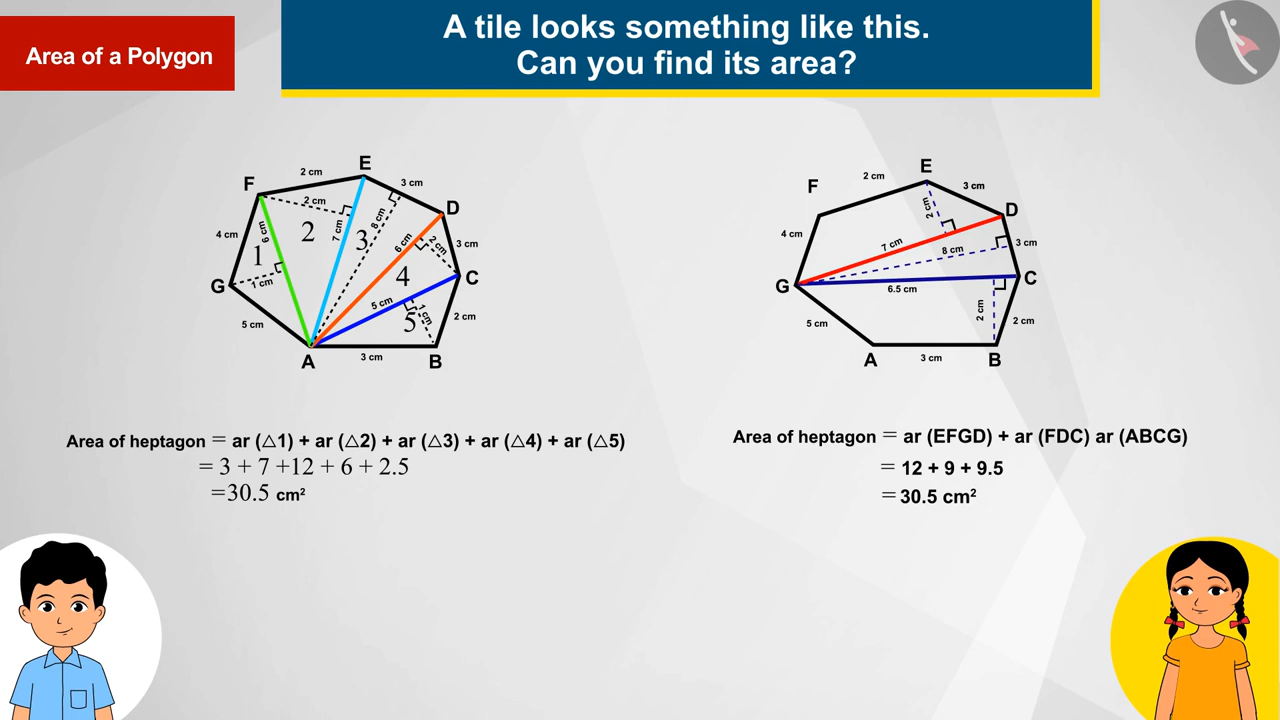 Area of a Polygon
A tile looks something like this.
Can you find its area?
E
2 cm
3 cm
F
D
2 cm
8 cm
4 cm
6 cm
7 cm
2
3
6 cm
2 cm
3 cm
1
4
C
G
1 cm
5 cm
5
1 cm
2 cm
5 cm
A
3 cm
B
Area of heptagon = ar (△1) + ar (△2) + ar (△3) + ar (△4) + ar (△5)
= 3 + 7 +12 + 6 + 2.5
=30.5 cm²
E
2 cm
3 cm
F
D
2 cm
4 cm
7 cm
8 cm
3 cm
G
6.5 cm
C
5 cm
2 cm
2 cm
A
3 cm
B
Area of heptagon = ar (EFGD) + ar (FDC) ar (ABCG)
= 12 + 9 + 9.5
= 30.5 cm²